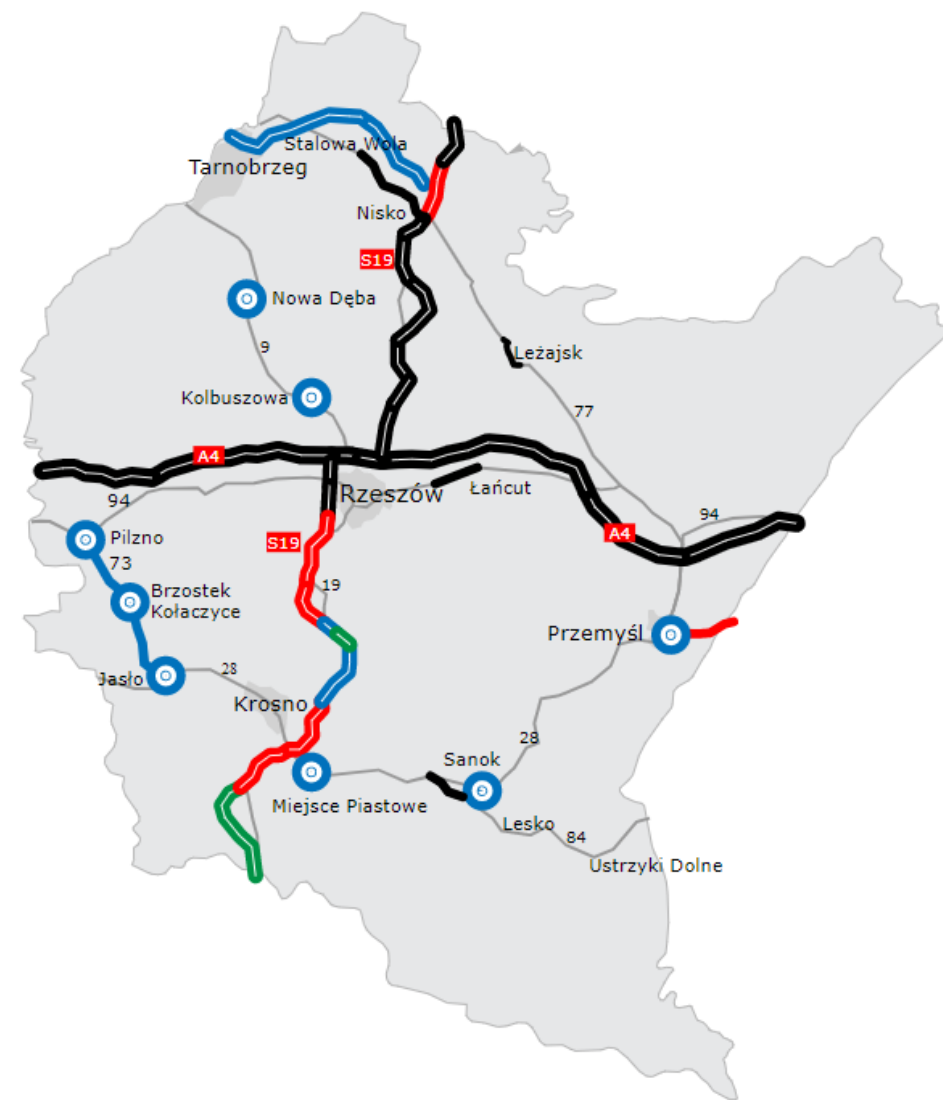 Stalowa Wola
Tarnobrzeg
Nisko
S19
Nowa Dęba
9
Leżajsk
Kolbuszowa
77
A4
Rzeszów
Łańcut
94
94
A4
Pilzno
S19
73
19
Brzostek
Kołaczyce
Przemyśl
28
Jasło
Krosno
28
Sanok
Miejsce Piastowe
Lesko
84
Ustrzyki Dolne